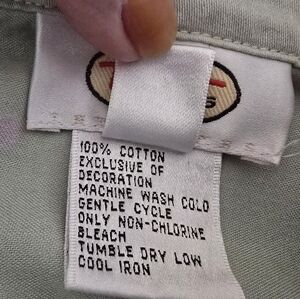 100% COTTON
EXCLUSIVE OF
DECORATION
MACHINE WASH COLD
GENTLE CYCLE
ONLY NON-CHLORINE
BLEACH
TUMBLE DRY LOW
COOL IRON